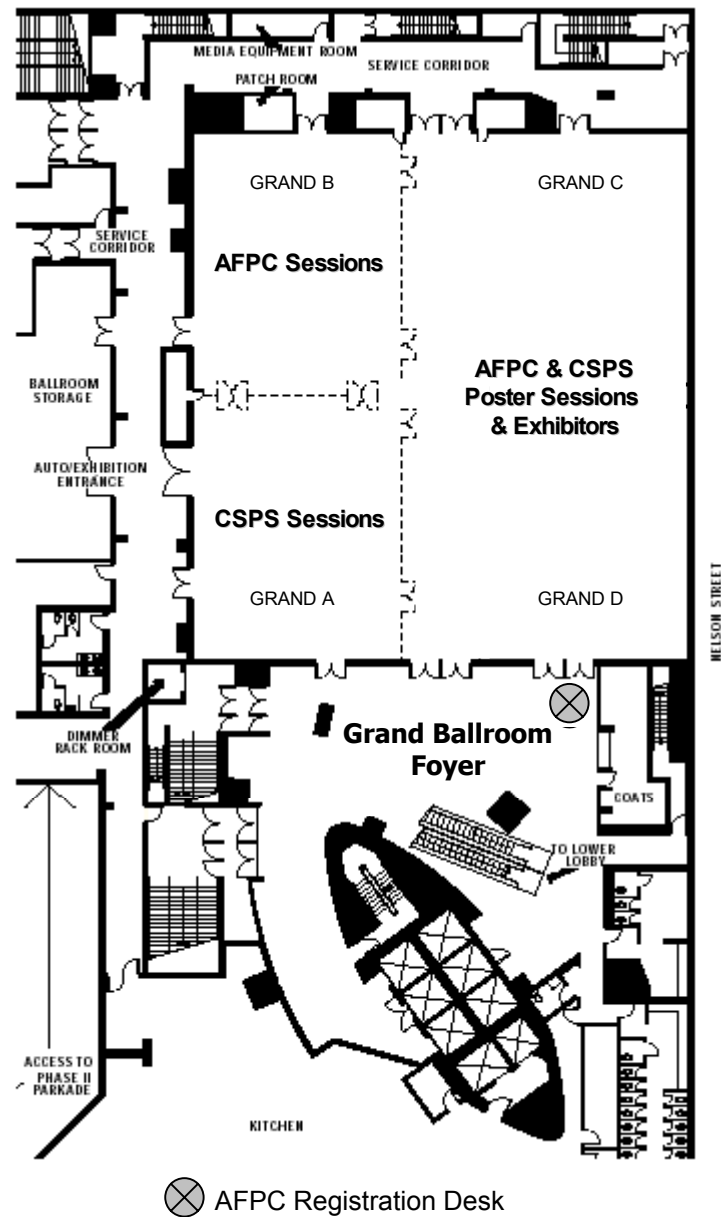 MEDIA EQUIPMENT ROOM
SERVICE CORRIDOR
PATCH ROOM
GRAND B
GRAND C
SERVICE
CORRIDOR
AFPC Sessions
BALLROOM
STORAGE
AFPC & CSPS
Poster Sessions
& Exhibitors
AUTO/EXHIBITION
ENTRANCE
CSPS Sessions
GRAND A
GRAND D
NELSON STREET
DIMMER
RACK ROOM
Grand Ballroom
Foyer
COATS
TO LOWER
LOBBY
ACCESS TO
PHASE II
PARKADE
KITCHEN
AFPC Registration Desk